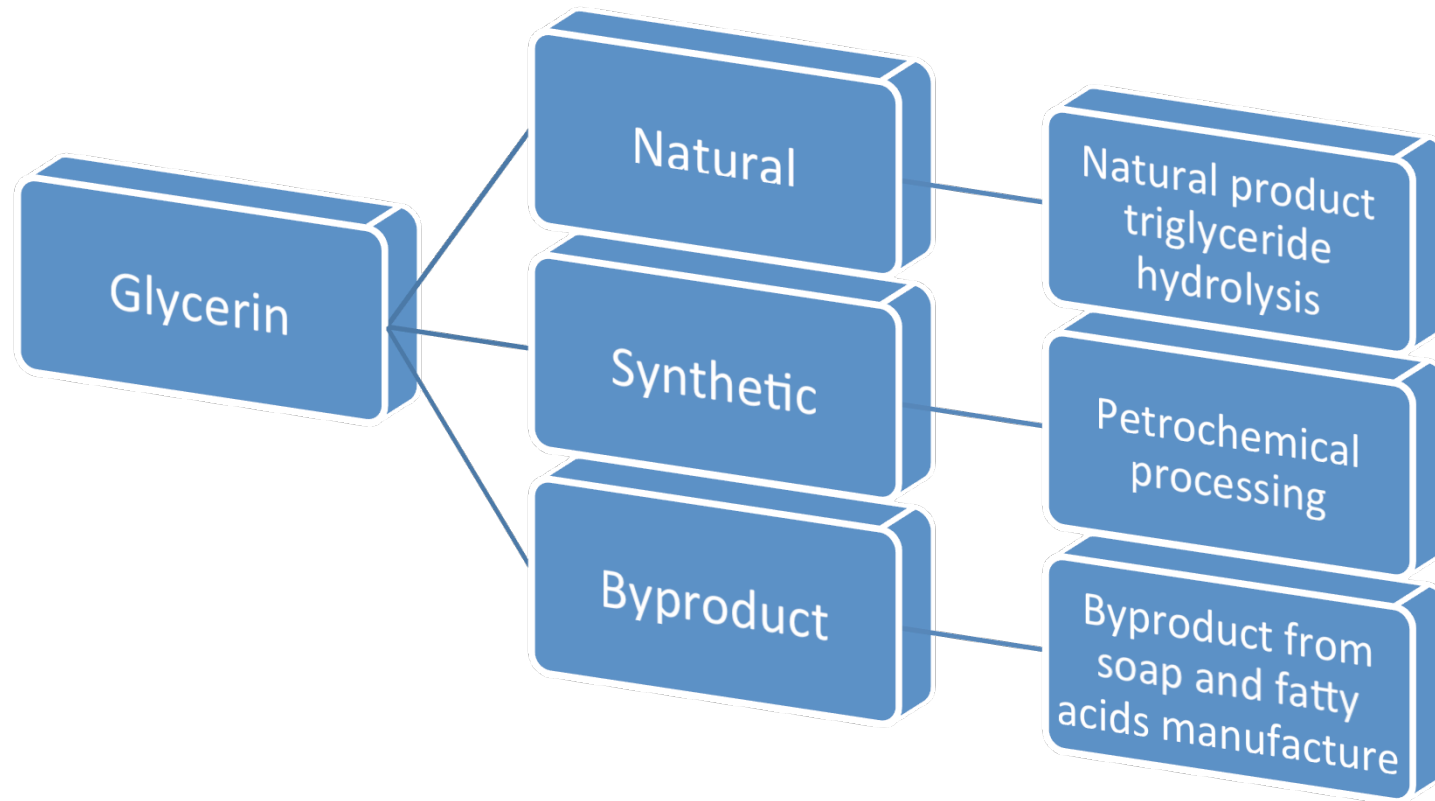 Glycerin
Natural
Natural product
triglyceride
hydrolysis
Synthetic
Petrochemical
processing
Byproduct
Byproduct from
soap and fatty
acids manufacture